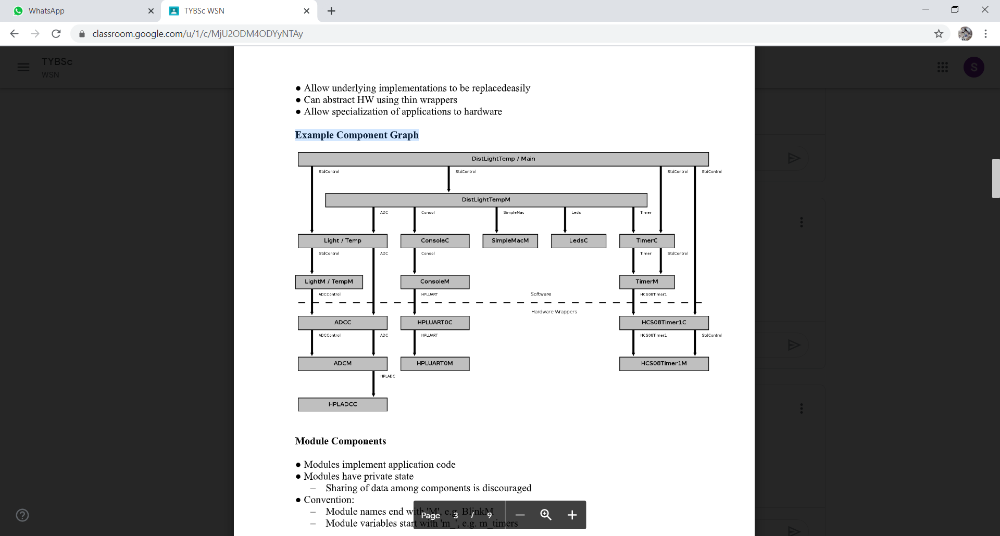 WhatsApp
TYBSc WSN
classroom.google.com/u/1/c/MjU2ODM4ODYyNTAy
TYBSc
WSN
S
● Allow underlying implementations to be replacedeasily
● Can abstract HW using thin wrappers
● Allow specialization of applications to hardware
Example Component Graph
DistLightTemp / Main
StdControl StdControl StdControl StdControl
DistLightTempM
ADC Consol SimpleMac Leds Timer
Light / Temp ConsoleC SimpleMacM LedsC TimerC
StdControl ADC Consol Timer StdControl
LightM / TempM ConsoleM TimerM
ADCControl HPLUART Software HCS08Timer1
Hardware Wrappers
ADCC HPLUART0C HCS08Timer1C
ADCControl ADC HPLUART HCS08Timer1 StdControl
ADCM HPLUART0M HCS08Timer1M
HPLADC
HPLADCC
Module Components
● Modules implement application code
● Modules have private state
– Sharing of data among components is discouraged
● Convention:
– Module names end with 'M', e.g. BlinkM
Page 3 / 9
– Module variables start with 'm_', e.g. m_timers